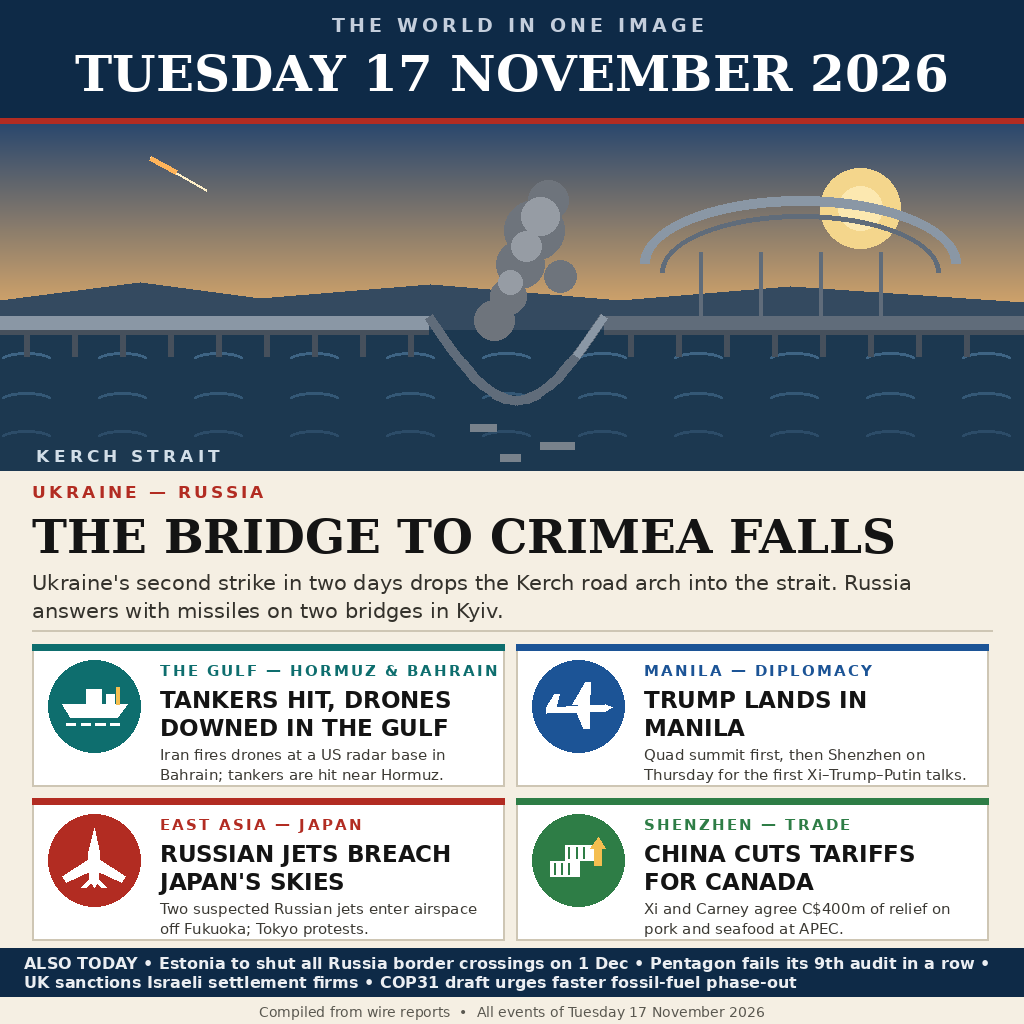 THE WORLD IN ONE IMAGE
TUESDAY 17 NOVEMBER 2026
KERCH STRAIT
UKRAINE — RUSSIA
THE BRIDGE TO CRIMEA FALLS
Ukraine's second strike in two days drops the Kerch road arch into the strait. Russia
answers with missiles on two bridges in Kyiv.
THE GULF — HORMUZ & BAHRAIN
TANKERS HIT, DRONES
DOWNED IN THE GULF
Iran fires drones at a US radar base in
Bahrain; tankers are hit near Hormuz.
MANILA — DIPLOMACY
TRUMP LANDS IN
MANILA
Quad summit first, then Shenzhen on
Thursday for the first Xi–Trump–Putin talks.
EAST ASIA — JAPAN
RUSSIAN JETS BREACH
JAPAN'S SKIES
Two suspected Russian jets enter airspace
off Fukuoka; Tokyo protests.
SHENZHEN — TRADE
CHINA CUTS TARIFFS
FOR CANADA
Xi and Carney agree C$400m of relief on
pork and seafood at APEC.
ALSO TODAY • Estonia to shut all Russia border crossings on 1 Dec • Pentagon fails its 9th audit in a row •
UK sanctions Israeli settlement firms • COP31 draft urges faster fossil-fuel phase-out
Compiled from wire reports • All events of Tuesday 17 November 2026